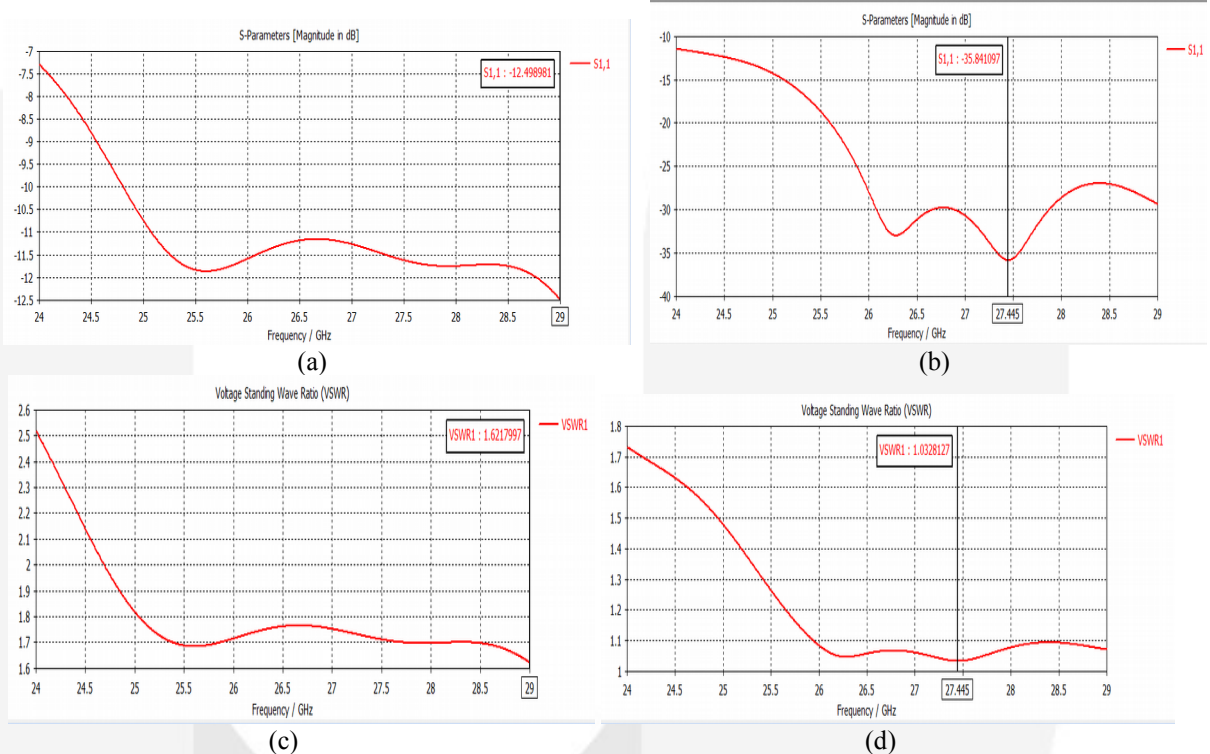 S-Parameters [Magnitude in dB]
-7
-7.5
-8
-8.5
-9
-9.5
-10
-10.5
-11
-11.5
-12
-12.5
S1,1 : -12.498981
S1,1
24 24.5 25 25.5 26 26.5 27 27.5 28 28.5 29
Frequency / GHz
(a)
S-Parameters [Magnitude in dB]
-10
-15
-20
-25
-30
-35
-40
S1,1 : -35.841097
S1,1
24 24.5 25 25.5 26 26.5 27 27.445 28 28.5 29
Frequency / GHz
(b)
Voltage Standing Wave Ratio (VSWR)
2.6
2.5
2.4
2.3
2.2
2.1
2
1.9
1.8
1.7
1.6
VSWR1 : 1.6217997
VSWR1
24 24.5 25 25.5 26 26.5 27 27.5 28 28.5 29
Frequency / GHz
(c)
Voltage Standing Wave Ratio (VSWR)
1.8
1.7
1.6
1.5
1.4
1.3
1.2
1.1
1
VSWR1 : 1.0328127
VSWR1
24 24.5 25 25.5 26 26.5 27 27.445 28 28.5 29
Frequency / GHz
(d)